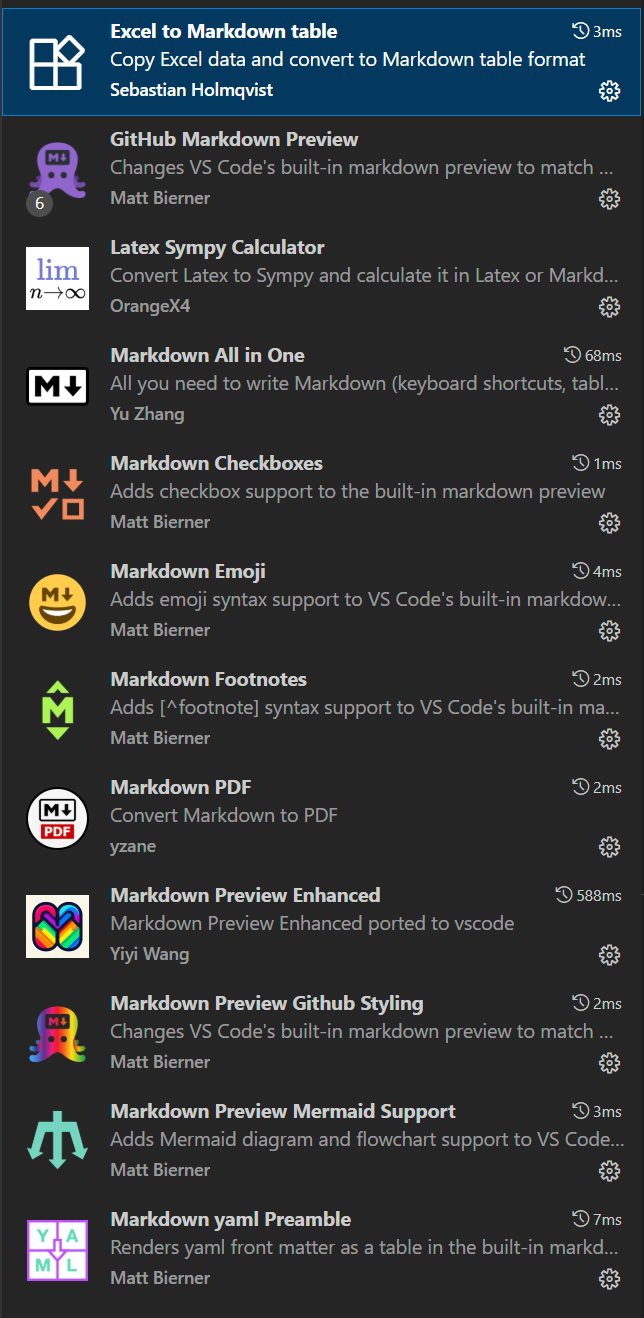 Excel to Markdown table 3ms
Copy Excel data and convert to Markdown table format
Sebastian Holmqvist
GitHub Markdown Preview
M↓
Changes VS Code's built-in markdown preview to match ...
6 Matt Bierner
Latex Sympy Calculator
lim
n→∞
Convert Latex to Sympy and calculate it in Latex or Markd...
OrangeX4
Markdown All in One 68ms
M↓
All you need to write Markdown (keyboard shortcuts, tabl...
Yu Zhang
Markdown Checkboxes 1ms
M↓
Adds checkbox support to the built-in markdown preview
Matt Bierner
Markdown Emoji 4ms
M↓
Adds emoji syntax support to VS Code's built-in markdow...
Matt Bierner
Markdown Footnotes 2ms
M
Adds [^footnote] syntax support to VS Code's built-in ma...
Matt Bierner
Markdown PDF 2ms
M↓
PDF
Convert Markdown to PDF
yzane
Markdown Preview Enhanced 588ms
Markdown Preview Enhanced ported to vscode
Yiyi Wang
Markdown Preview Github Styling 2ms
M↓
Changes VS Code's built-in markdown preview to match ...
Matt Bierner
Markdown Preview Mermaid Support 3ms
Adds Mermaid diagram and flowchart support to VS Code...
Matt Bierner
Markdown yaml Preamble 7ms
Y A
M L
Renders yaml front matter as a table in the built-in markd...
Matt Bierner